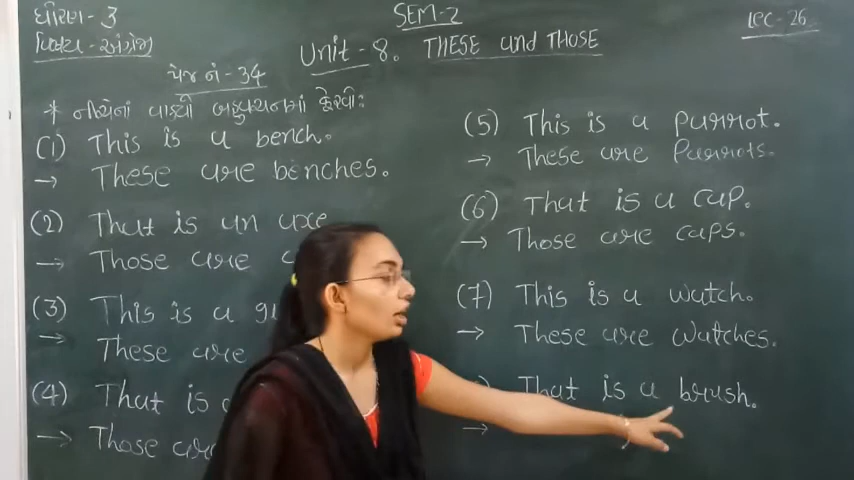 ધોરણ - 3
વિષય - અંગ્રેજી
SEM-2
Lec-26
Unit-8. THESE and THOSE
પેજ નં - 34
* નીચેનાં વાક્યો બહુવચનમાં ફેરવો:
(1) This is a bench.
→ These are benches.
(2) That is an axe
→ Those are
(3) This is a
→ These are
(4) That is
→ Those are
(5) This is a parrot.
→ These are Parrots.
(6) That is a cap.
→ Those are caps.
(7) This is a watch.
→ These are watches.
That is a brush.
→